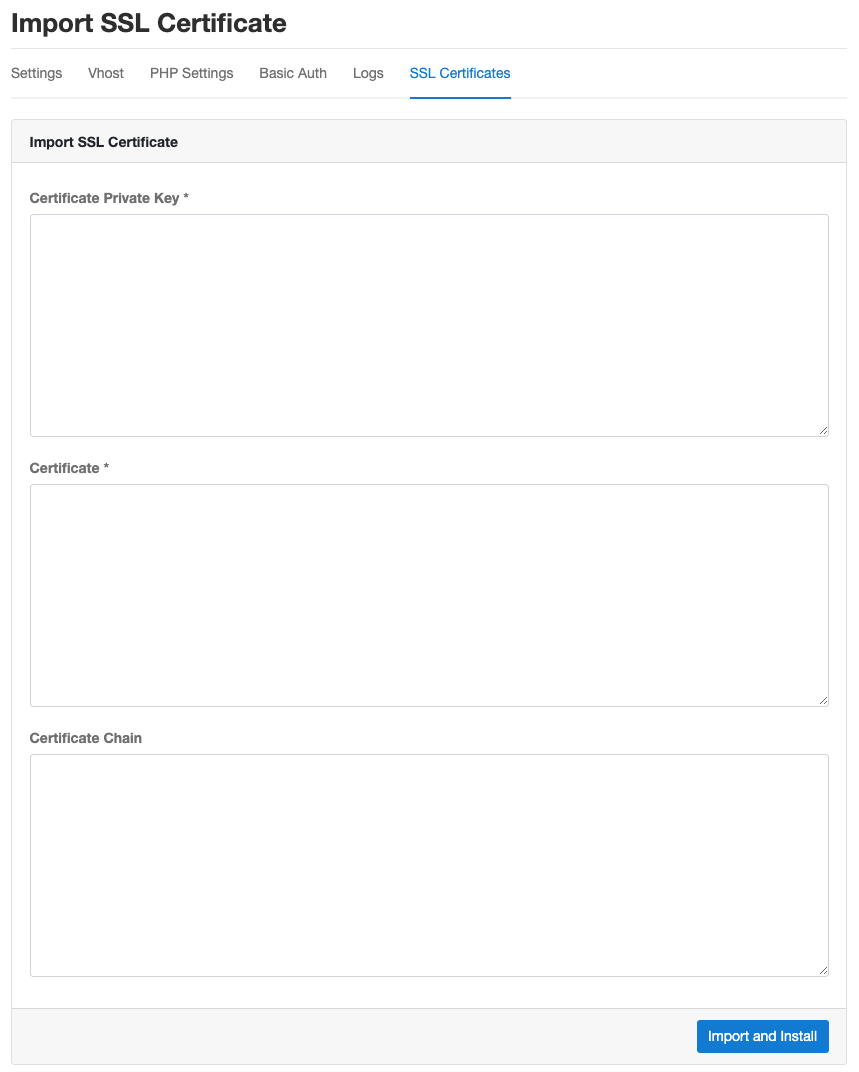 Import SSL Certificate
Settings Vhost PHP Settings Basic Auth Logs SSL Certificates
Import SSL Certificate
Certificate Private Key *
Certificate *
Certificate Chain
Import and Install